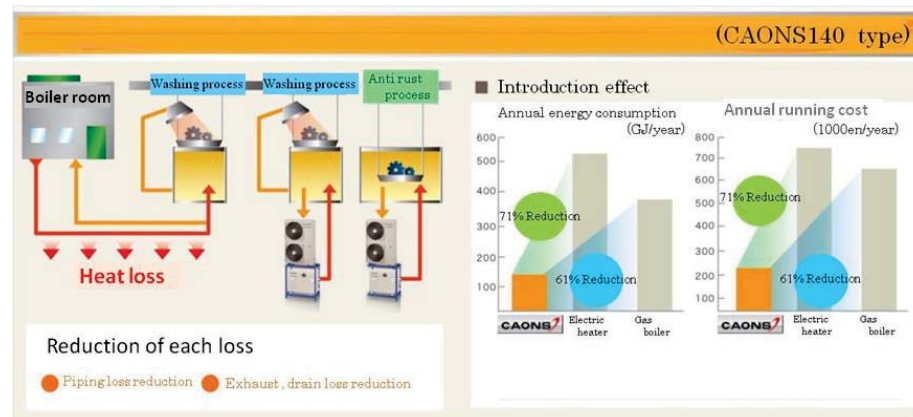 (CAONS140 type)
Boiler room
Washing process
Washing process
Anti rust
process
Heat loss
Reduction of each loss
Piping loss reduction
Exhaust , drain loss reduction
Introduction effect
Annual energy consumption
(GJ/year)
600
500
400
300
200
100
71% Reduction
61% Reduction
CAONS
Electric
heater
Gas
boiler
Annual running cost
(1000en/year)
800
700
600
500
400
300
200
100
71% Reduction
61% Reduction
CAONS
Electric
heater
Gas
boiler